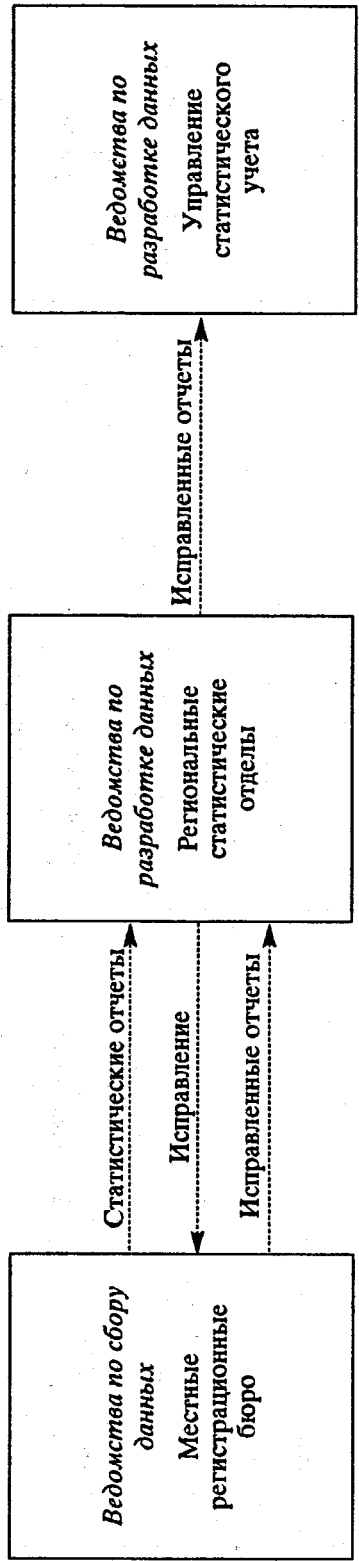 Ведомства по сбору
данных
Местные
регистрационные
бюро
Статистические отчеты
Исправление
Исправленные отчеты
Ведомства по
разработке данных
Региональные
статистические
отделы
Исправленные отчеты
Ведомства по
разработке данных
Управление
статистического
учета